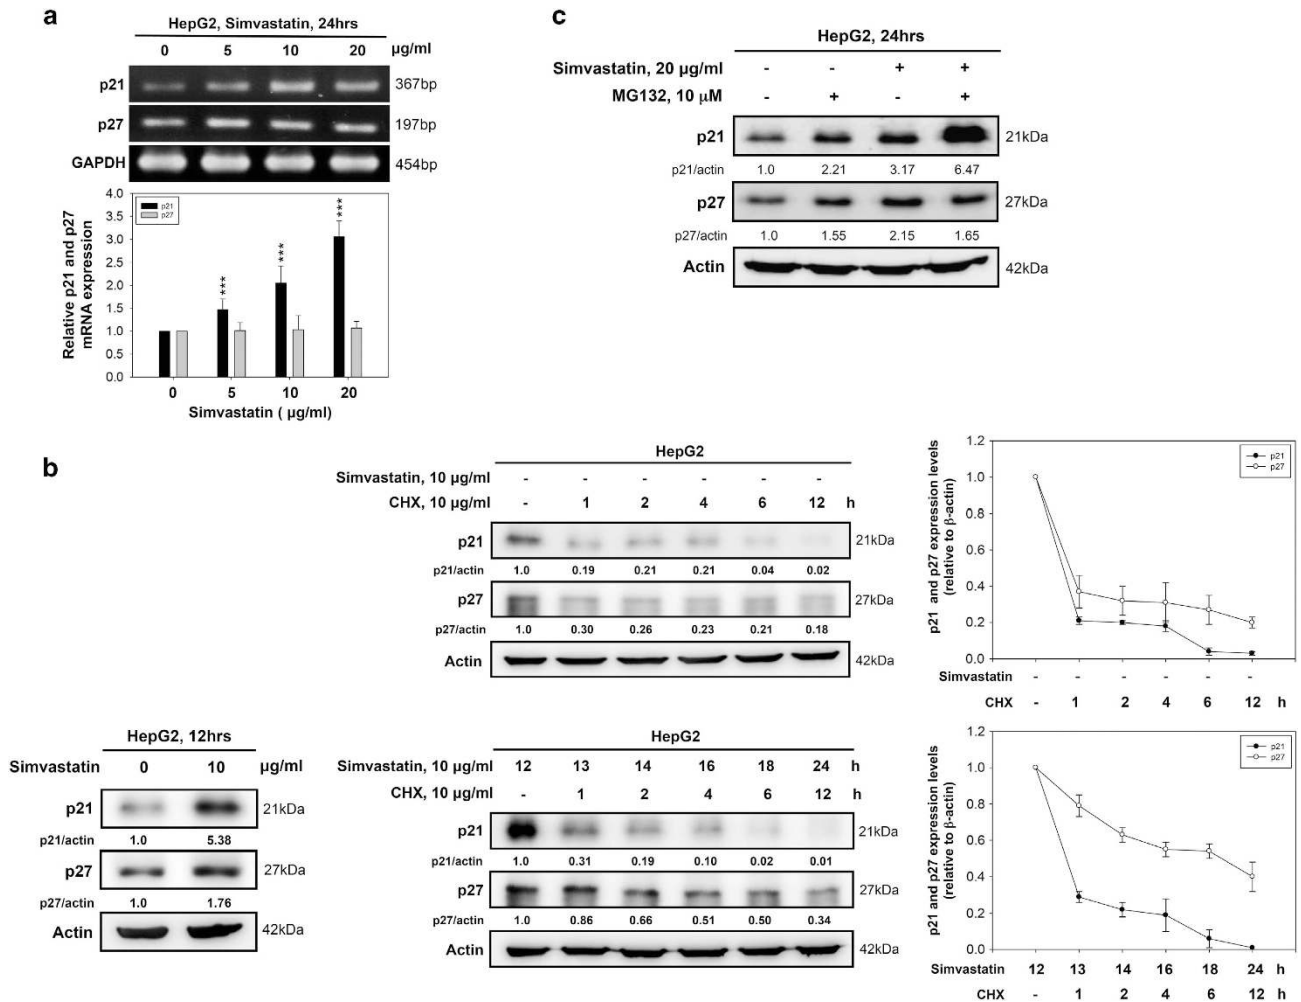 a
HepG2, Simvastatin, 24hrs
0 5 10 20 µg/ml
p21 367bp
p27 197bp
GAPDH 454bp
4.0
3.5
3.0
2.5
2.0
1.5
1.0
0.5
0.0
Relative p21 and p27
mRNA expression
p21
p27
*** *** ***
0 5 10 20
Simvastatin ( µg/ml)
c
HepG2, 24hrs
Simvastatin, 20 µg/ml - - + +
MG132, 10 µM - + - +
p21 21kDa
p21/actin 1.0 2.21 3.17 6.47
p27 27kDa
p27/actin 1.0 1.55 2.15 1.65
Actin 42kDa
b
HepG2
Simvastatin, 10 µg/ml - - - - - -
CHX, 10 µg/ml - 1 2 4 6 12 h
p21 21kDa
p21/actin 1.0 0.19 0.21 0.21 0.04 0.02
p27 27kDa
p27/actin 1.0 0.30 0.26 0.23 0.21 0.18
Actin 42kDa
1.2
1.0
0.8
0.6
0.4
0.2
0.0
p21 and p27 expression levels
(relative to β-actin)
p21
p27
Simvastatin - - - - - -
CHX - 1 2 4 6 12 h
HepG2, 12hrs
Simvastatin 0 10 µg/ml
p21 21kDa
p21/actin 1.0 5.38
p27 27kDa
p27/actin 1.0 1.76
Actin 42kDa
HepG2
Simvastatin, 10 µg/ml 12 13 14 16 18 24 h
CHX, 10 µg/ml - 1 2 4 6 12 h
p21 21kDa
p21/actin 1.0 0.31 0.19 0.10 0.02 0.01
p27 27kDa
p27/actin 1.0 0.86 0.66 0.51 0.50 0.34
Actin 42kDa
1.2
1.0
0.8
0.6
0.4
0.2
0.0
p21 and p27 expression levels
(relative to β-actin)
p21
p27
Simvastatin 12 13 14 16 18 24 h
CHX - 1 2 4 6 12 h